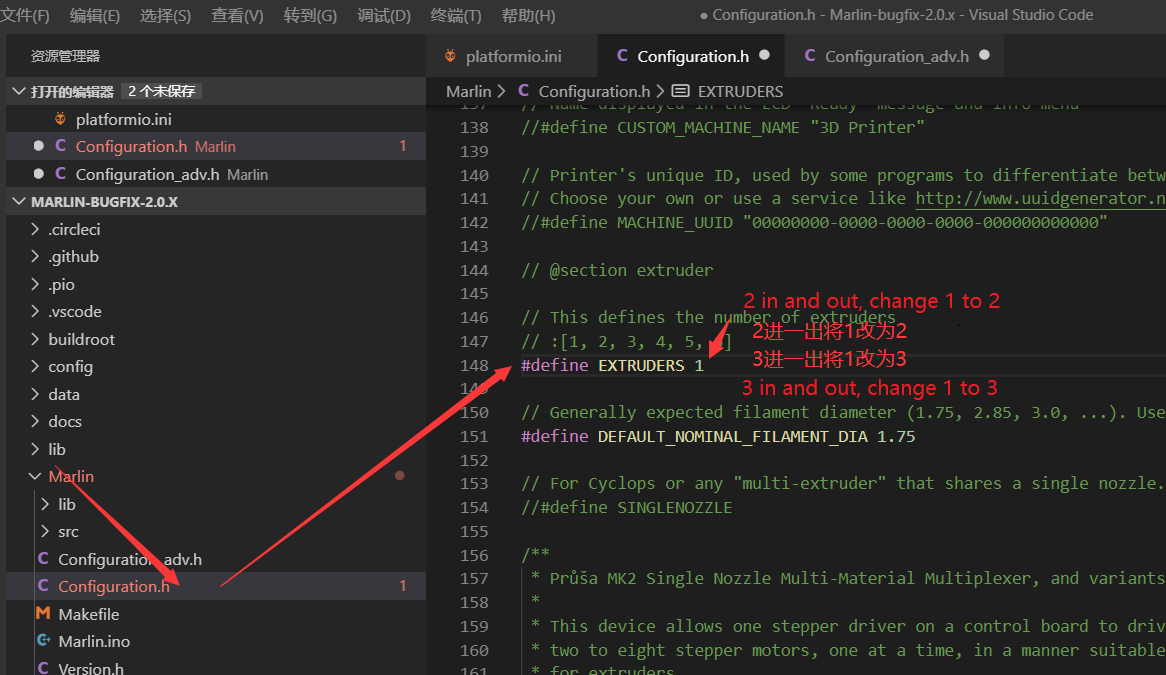 文件(F) 编辑(E) 选择(S) 查看(V) 转到(G) 调试(D) 终端(T) 帮助(H) ● Configuration.h - Marlin-bugfix-2.0.x - Visual Studio Code
资源管理器
打开的编辑器 2 个未保存
platformio.ini
Configuration.h Marlin 1
Configuration_adv.h Marlin
MARLIN-BUGFIX-2.0.X
.circleci
.github
.pio
.vscode
buildroot
config
data
docs
lib
Marlin
lib
src
Configuration_adv.h
Configuration.h 1
Makefile
Marlin.ino
Version.h
platformio.ini Configuration.h Configuration_adv.h
Marlin > Configuration.h > EXTRUDERS
137 // Name displayed in the LCD "Ready" message and Info menu
138 //#define CUSTOM_MACHINE_NAME "3D Printer"
139
140 // Printer's unique ID, used by some programs to differentiate betw
141 // Choose your own or use a service like http://www.uuidgenerator.n
142 //#define MACHINE_UUID "00000000-0000-0000-0000-000000000000"
143
144 // @section extruder
145
2 in and out, change 1 to 2
146 // This defines the number of extruders
2进一出将1改为2
147 // :[1, 2, 3, 4, 5, ]
3进一出将1改为3
148 #define EXTRUDERS 1
3 in and out, change 1 to 3
149
150 // Generally expected filament diameter (1.75, 2.85, 3.0, ...). Use
151 #define DEFAULT_NOMINAL_FILAMENT_DIA 1.75
152
153 // For Cyclops or any "multi-extruder" that shares a single nozzle.
154 //#define SINGLENOZZLE
155
156 /**
157 * Průša MK2 Single Nozzle Multi-Material Multiplexer, and variants
158 *
159 * This device allows one stepper driver on a control board to driv
160 * two to eight stepper motors, one at a time, in a manner suitable
161 * for extruders.